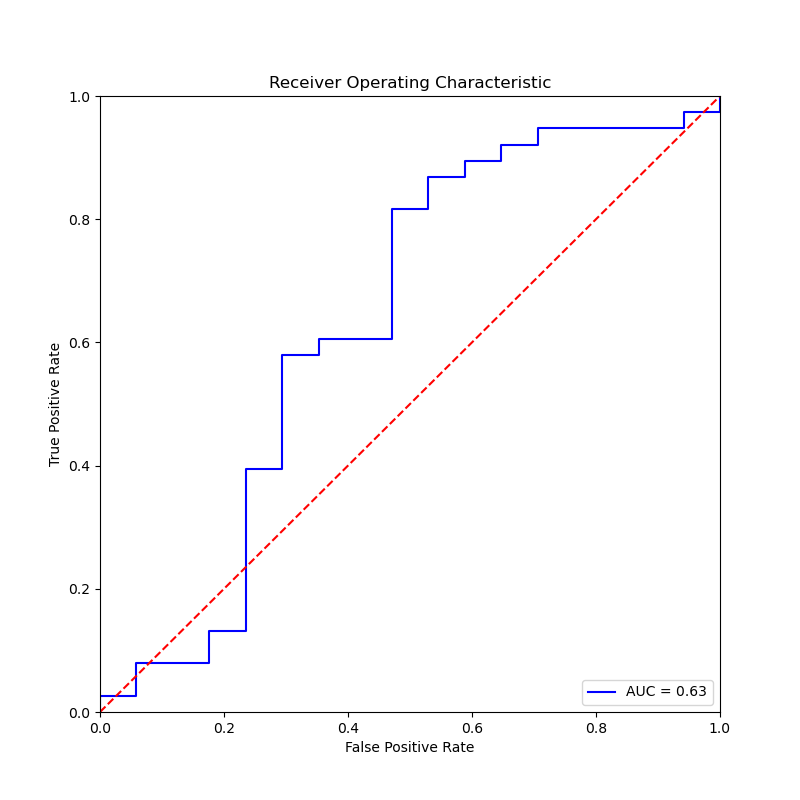 Receiver Operating Characteristic
1.0
0.8
0.6
0.4
0.2
0.0
True Positive Rate
AUC = 0.63
0.0 0.2 0.4 0.6 0.8 1.0
False Positive Rate